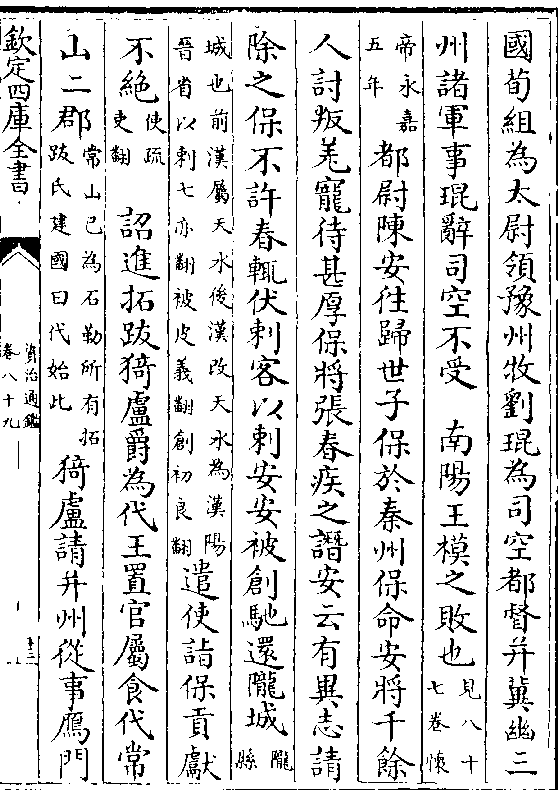 國荀組為太尉領豫州牧劉琨為司空都督并冀幽三
州諸軍事琨辭司空不受　南陽王模之敗也見八十七卷懷
帝永嘉五年都尉陳安往歸世子保於秦州保命安將千餘
人討叛羌寵待甚厚保將張春疾之譖安云有異志請
除之保不許春輒伏刺客以刺安安被創馳還隴城隴縣
城也前漢屬天水後漢改天水為漢陽晉省以刺七亦翻被皮義翻創初良翻遣使詣保貢獻
不絶使疏吏翻　詔進拓跋猗盧爵為代王置官屬食代常
山二郡常山已為石勒所有拓跋氏建國曰代始此猗盧請并州從事鴈門
欽定四庫全書
資治通鑑
卷八十九
十三